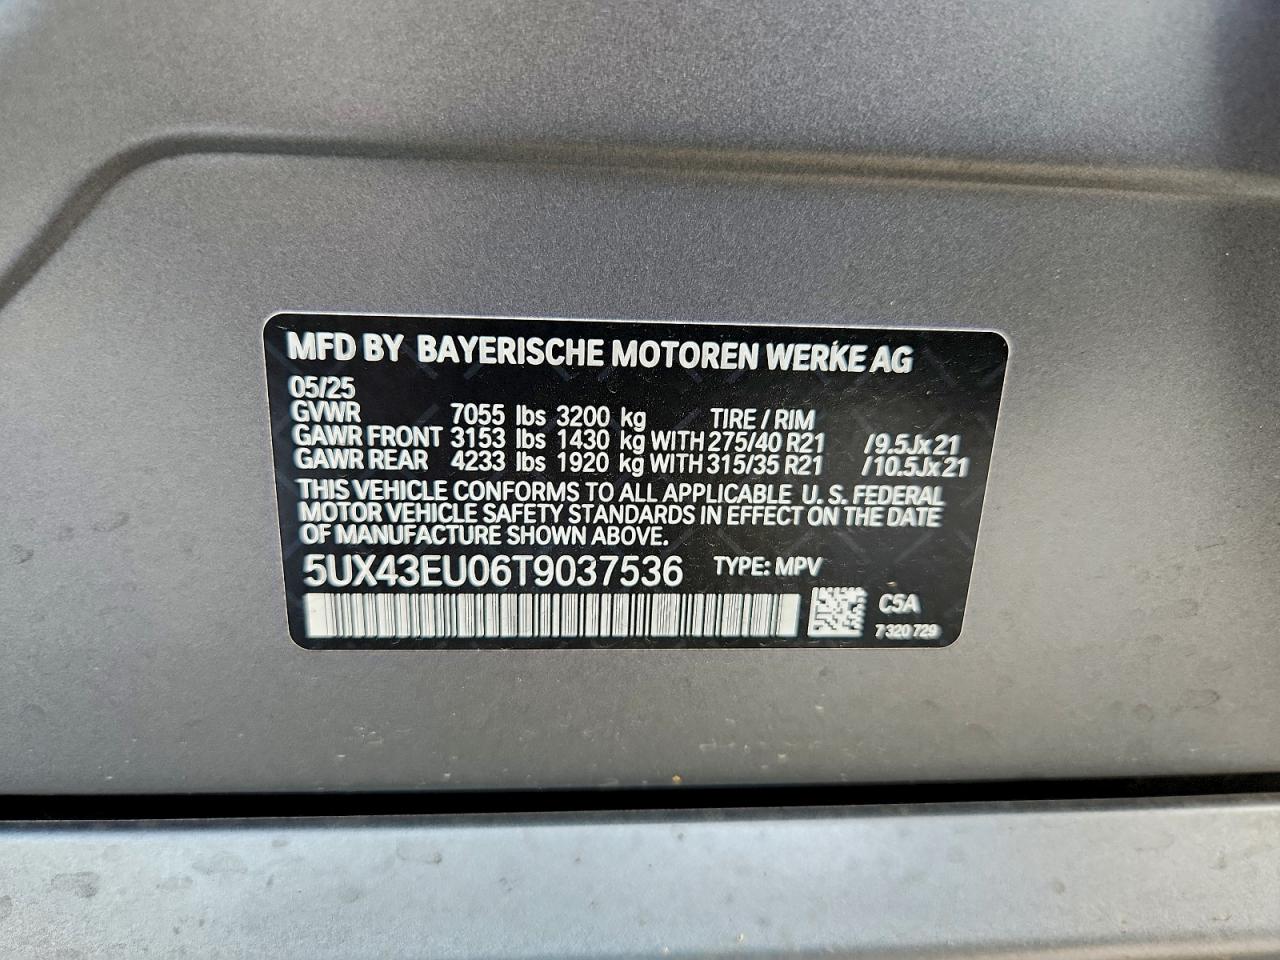 MFD BY BAYERISCHE MOTOREN WERKE AG
05/25
GVWR 7055 lbs 3200 kg TIRE / RIM
GAWR FRONT 3153 lbs 1430 kg WITH 275/40 R21 /9.5Jx21
GAWR REAR 4233 lbs 1920 kg WITH 315/35 R21 /10.5Jx21
THIS VEHICLE CONFORMS TO ALL APPLICABLE U. S. FEDERAL
MOTOR VEHICLE SAFETY STANDARDS IN EFFECT ON THE DATE
OF MANUFACTURE SHOWN ABOVE.
5UX43EU06T9037536 TYPE: MPV
C5A
7 320 729